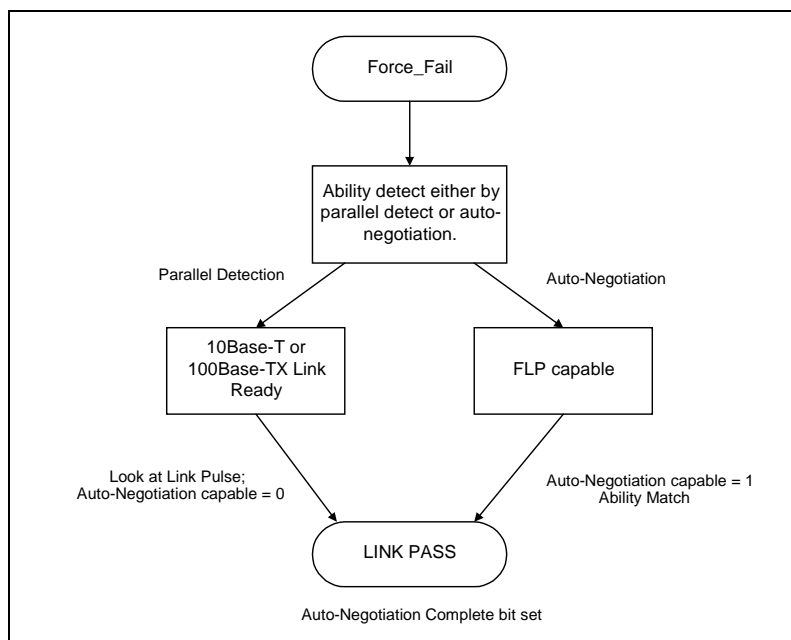 Force_Fail
Ability detect either by
parallel detect or auto-
negotiation.
Parallel Detection
Auto-Negotiation
10Base-T or
100Base-TX Link
Ready
FLP capable
Look at Link Pulse;
Auto-Negotiation capable = 0
Auto-Negotiation capable = 1
Ability Match
LINK PASS
Auto-Negotiation Complete bit set